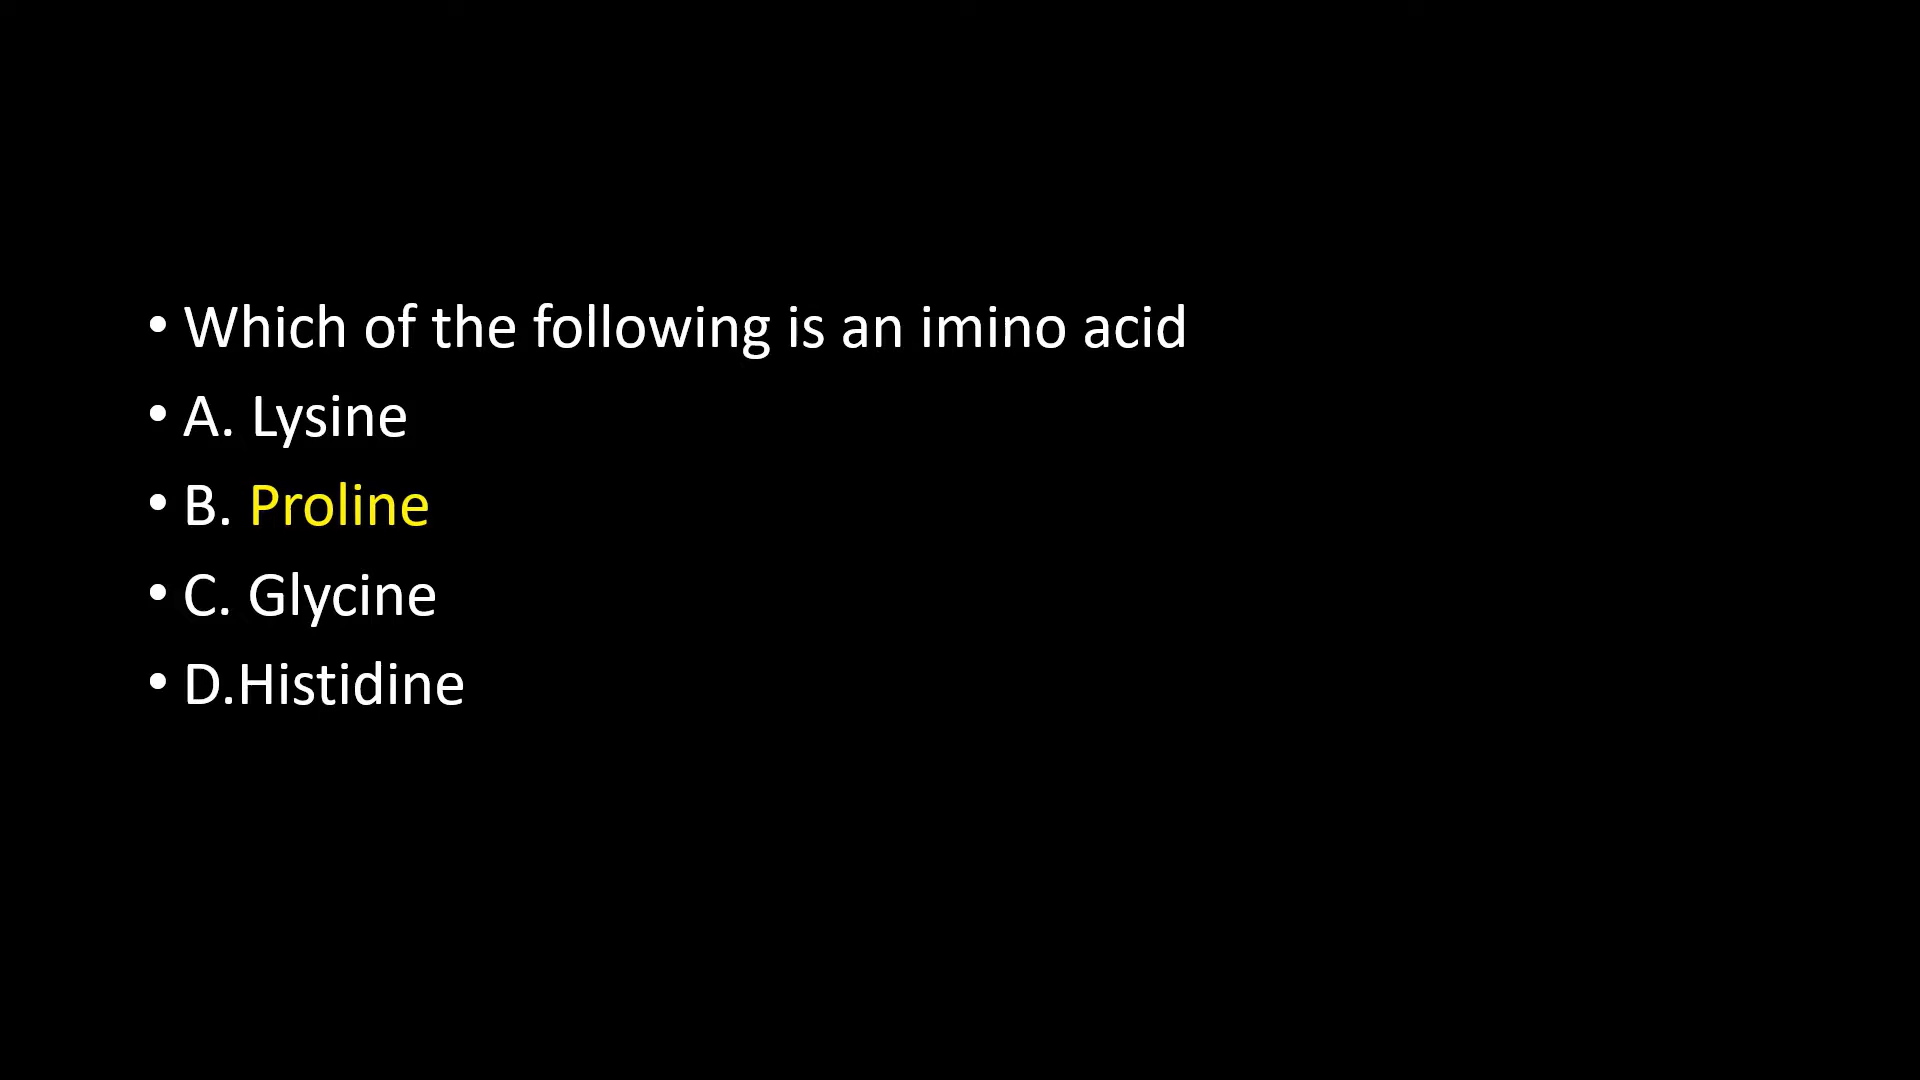 • Which of the following is an imino acid
• A. Lysine
• B. Proline
• C. Glycine
• D.Histidine